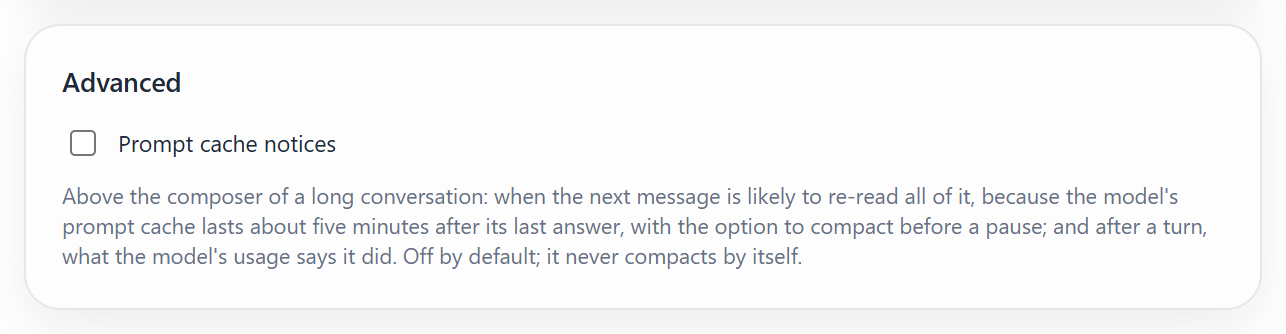 Advanced
Prompt cache notices
Above the composer of a long conversation: when the next message is likely to re-read all of it, because the model's
prompt cache lasts about five minutes after its last answer, with the option to compact before a pause; and after a turn,
what the model's usage says it did. Off by default; it never compacts by itself.